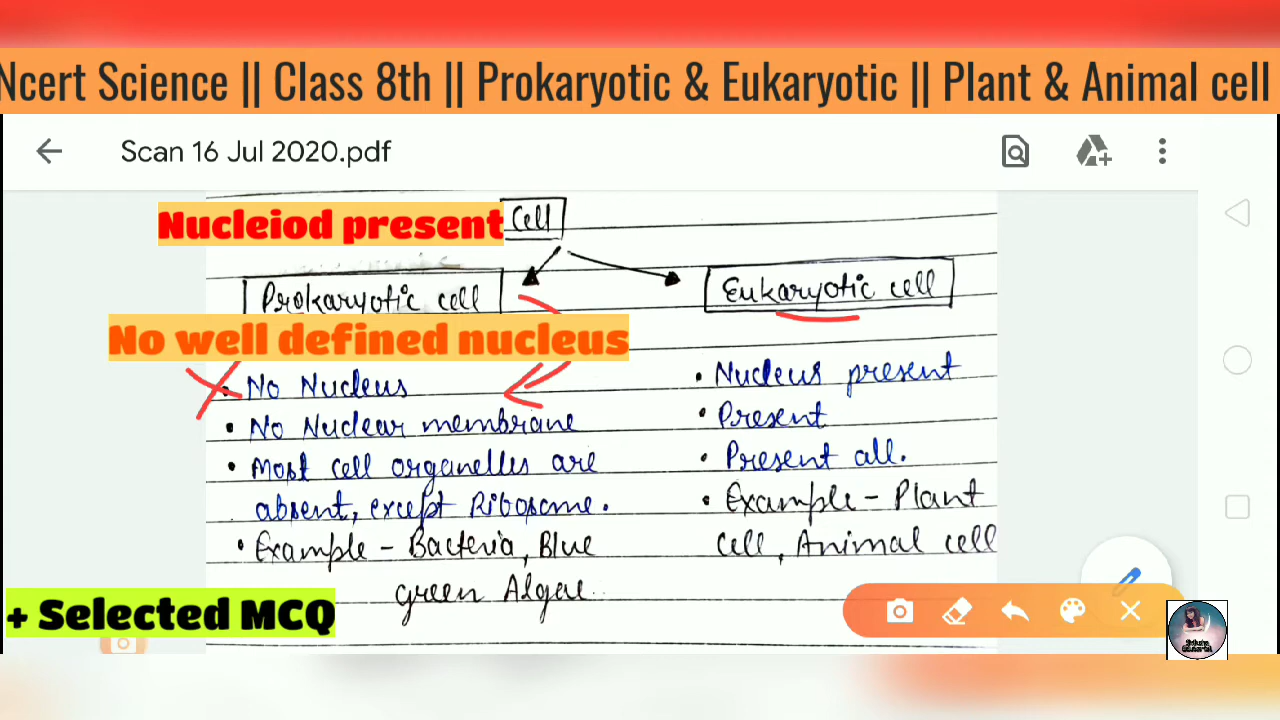 Ncert Science || Class 8th || Prokaryotic & Eukaryotic || Plant & Animal cell
Scan 16 Jul 2020.pdf
Nucleiod present
Cell
Prokaryotic cell
Eukaryotic cell
No well defined nucleus
• No Nucleus
• Nucleus present
• No Nuclear membrane
• Present
• Most cell organelles are
• Present all.
absent, except Ribosome.
• Example - Plant
• Example - Bacteria, Blue
Cell, Animal cell
green Algae
+ Selected MCQ